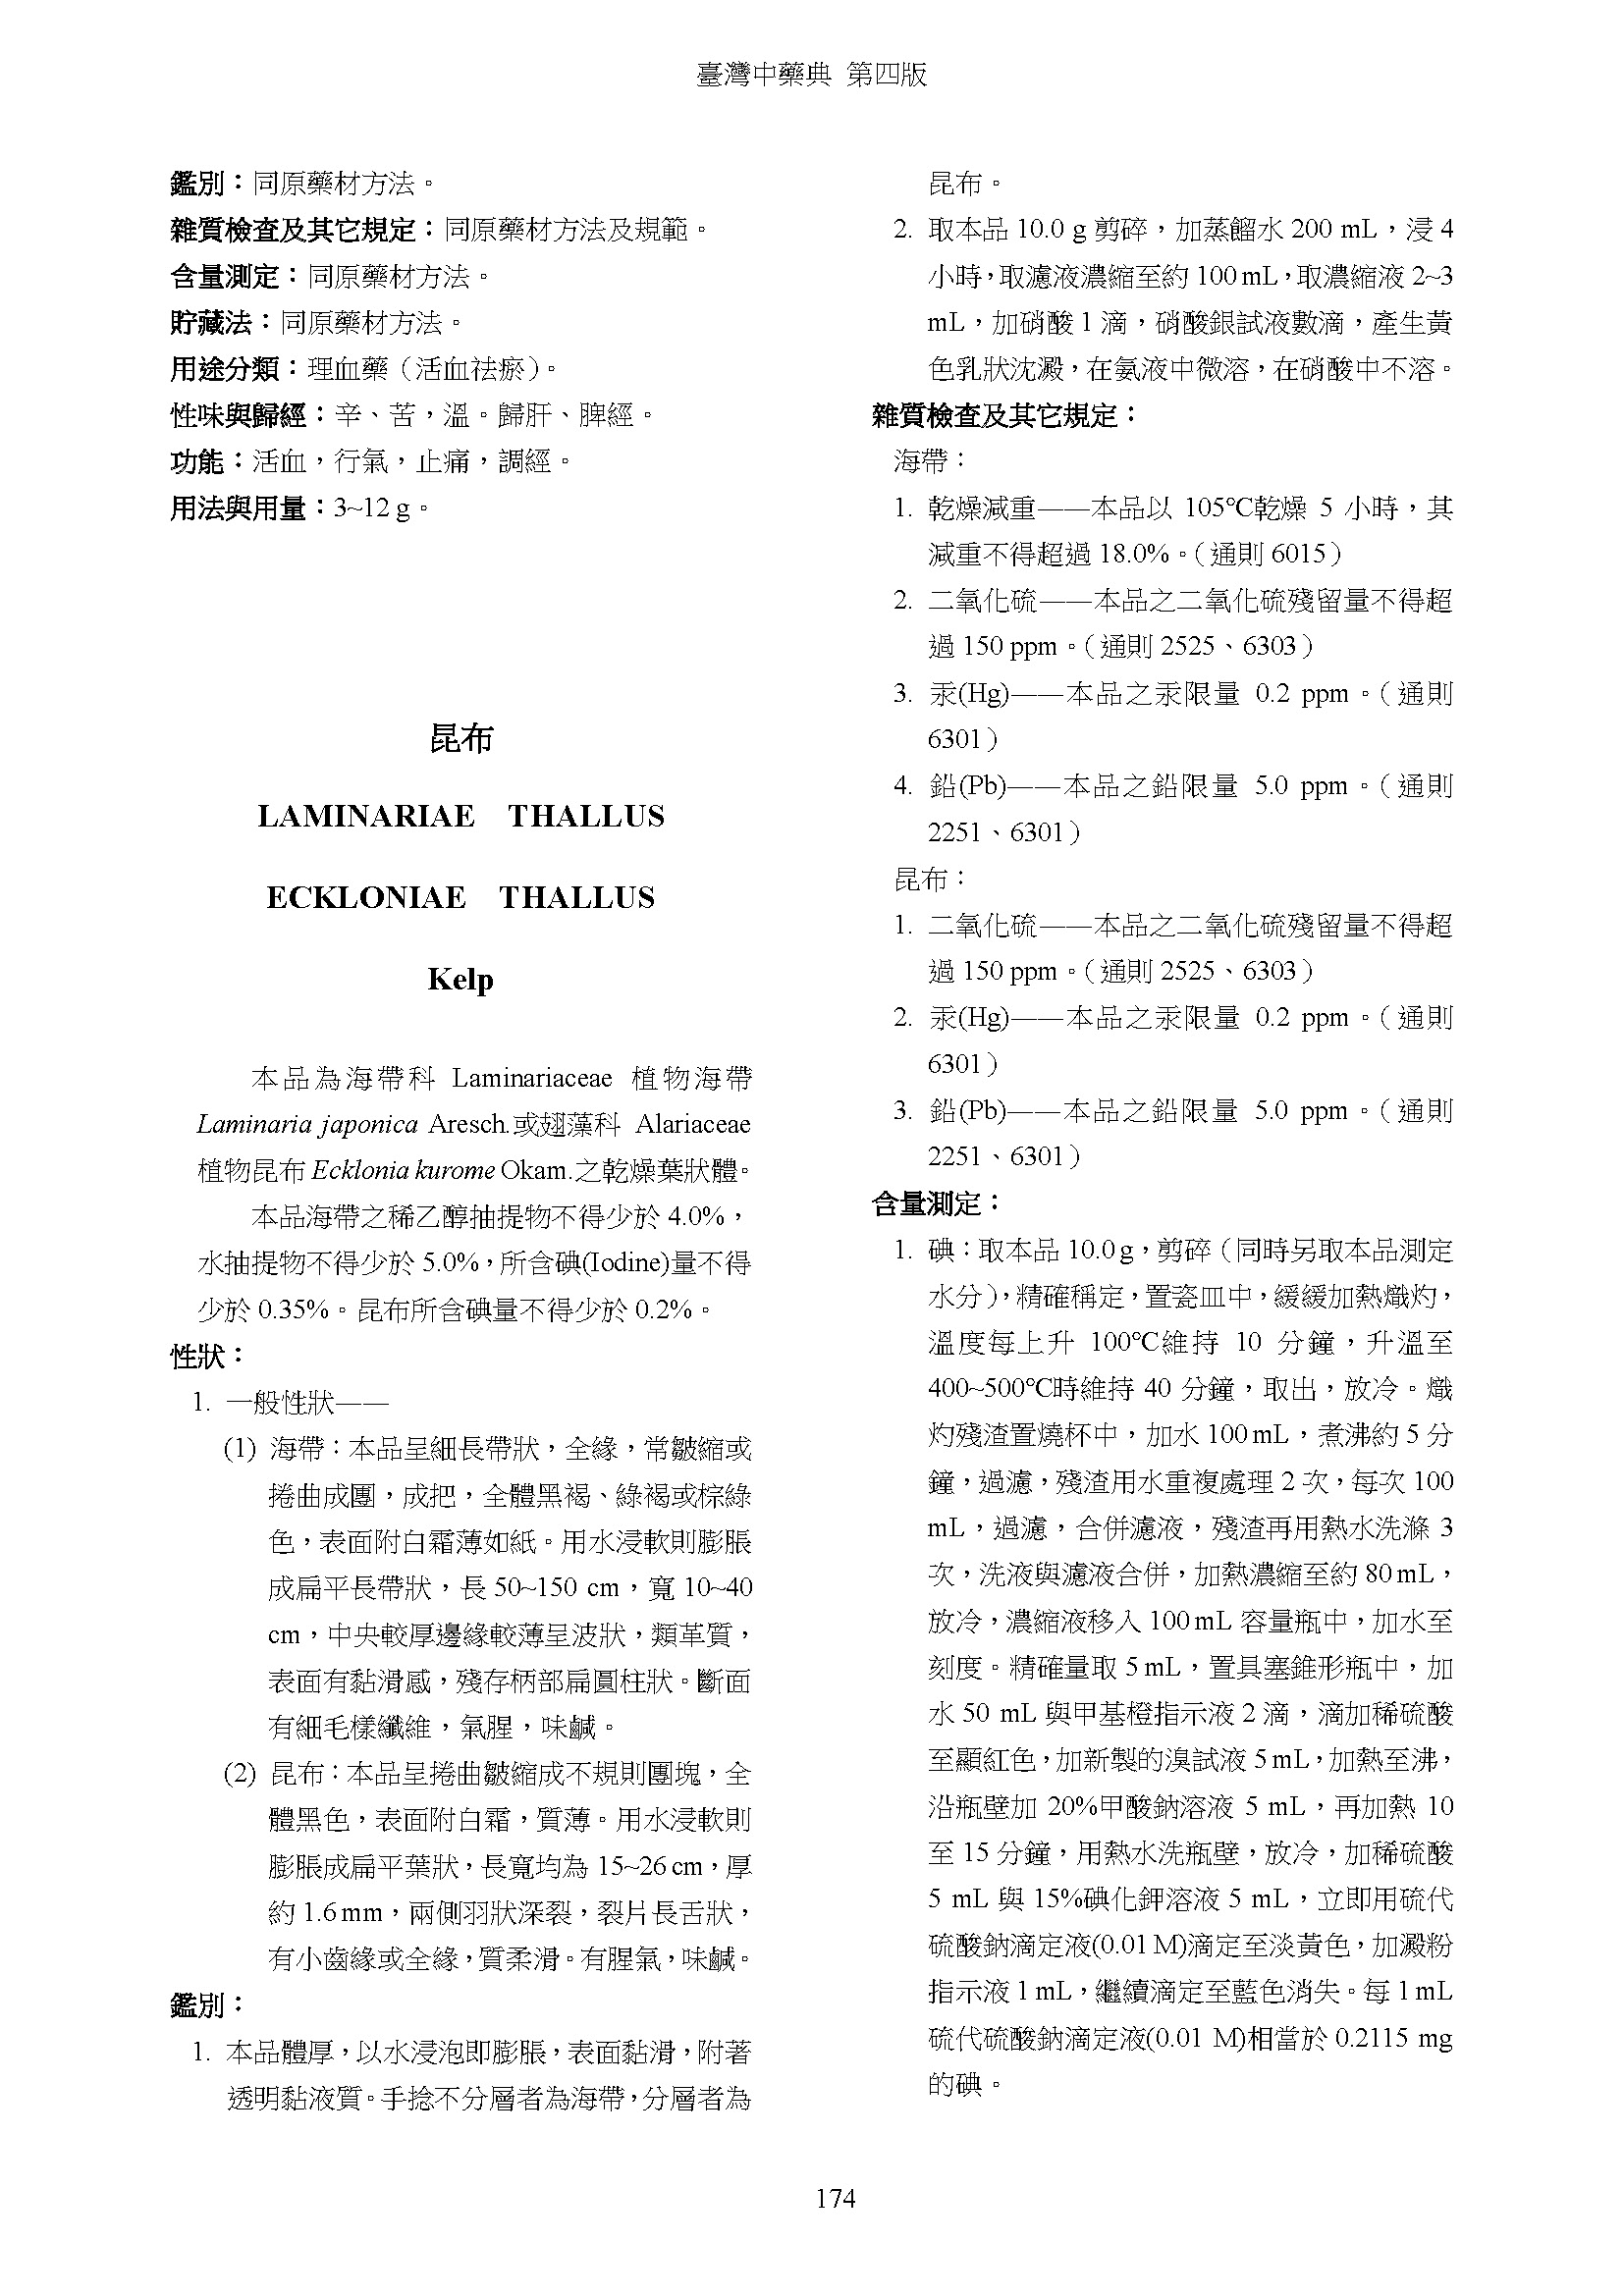 臺灣中藥典 第四版
鑑別：同原藥材方法。
雜質檢查及其它規定：同原藥材方法及規範。
含量測定：同原藥材方法。
貯藏法：同原藥材方法。
用途分類：理血藥（活血祛瘀）。
性味與歸經：辛、苦，溫。歸肝、脾經。
功能：活血，行氣，止痛，調經。
用法與用量：3~12 g。
昆布
LAMINARIAE THALLUS
ECKLONIAE THALLUS
Kelp
本品為海帶科 Laminariaceae 植物海帶
Laminaria japonica Aresch.或翅藻科 Alariaceae
植物昆布 Ecklonia kurome Okam.之乾燥葉狀體。
本品海帶之稀乙醇抽提物不得少於 4.0%，
水抽提物不得少於 5.0%，所含碘(Iodine)量不得
少於 0.35%。昆布所含碘量不得少於 0.2%。
性狀：
1. 一般性狀——
(1) 海帶：本品呈細長帶狀，全緣，常皺縮或
捲曲成團，成把，全體黑褐、綠褐或棕綠
色，表面附白霜薄如紙。用水浸軟則膨脹
成扁平長帶狀，長 50~150 cm，寬 10~40
cm，中央較厚邊緣較薄呈波狀，類革質，
表面有黏滑感，殘存柄部扁圓柱狀。斷面
有細毛樣纖維，氣腥，味鹹。
(2) 昆布：本品呈捲曲皺縮成不規則團塊，全
體黑色，表面附白霜，質薄。用水浸軟則
膨脹成扁平葉狀，長寬均為 15~26 cm，厚
約 1.6 mm，兩側羽狀深裂，裂片長舌狀，
有小齒緣或全緣，質柔滑。有腥氣，味鹹。
鑑別：
1. 本品體厚，以水浸泡即膨脹，表面黏滑，附著
透明黏液質。手捻不分層者為海帶，分層者為
昆布。
2. 取本品 10.0 g 剪碎，加蒸餾水 200 mL，浸 4
小時，取濾液濃縮至約 100 mL，取濃縮液 2~3
mL，加硝酸 1 滴，硝酸銀試液數滴，產生黃
色乳狀沈澱，在氨液中微溶，在硝酸中不溶。
雜質檢查及其它規定：
海帶：
1. 乾燥減重——本品以 105℃乾燥 5 小時，其
減重不得超過 18.0%。（通則 6015）
2. 二氧化硫——本品之二氧化硫殘留量不得超
過 150 ppm。（通則 2525、6303）
3. 汞(Hg)——本品之汞限量 0.2 ppm。（通則
6301）
4. 鉛(Pb)——本品之鉛限量 5.0 ppm。（通則
2251、6301）
昆布：
1. 二氧化硫——本品之二氧化硫殘留量不得超
過 150 ppm。（通則 2525、6303）
2. 汞(Hg)——本品之汞限量 0.2 ppm。（通則
6301）
3. 鉛(Pb)——本品之鉛限量 5.0 ppm。（通則
2251、6301）
含量測定：
1. 碘：取本品 10.0 g，剪碎（同時另取本品測定
水分），精確稱定，置瓷皿中，緩緩加熱熾灼，
溫度每上升 100℃維持 10 分鐘，升溫至
400~500℃時維持 40 分鐘，取出，放冷。熾
灼殘渣置燒杯中，加水 100 mL，煮沸約 5 分
鐘，過濾，殘渣用水重複處理 2 次，每次 100
mL，過濾，合併濾液，殘渣再用熱水洗滌 3
次，洗液與濾液合併，加熱濃縮至約 80 mL，
放冷，濃縮液移入 100 mL 容量瓶中，加水至
刻度。精確量取 5 mL，置具塞錐形瓶中，加
水 50 mL 與甲基橙指示液 2 滴，滴加稀硫酸
至顯紅色，加新製的溴試液 5 mL，加熱至沸，
沿瓶壁加 20%甲酸鈉溶液 5 mL，再加熱 10
至 15 分鐘，用熱水洗瓶壁，放冷，加稀硫酸
5 mL 與 15%碘化鉀溶液 5 mL，立即用硫代
硫酸鈉滴定液(0.01 M)滴定至淡黃色，加澱粉
指示液 1 mL，繼續滴定至藍色消失。每 1 mL
硫代硫酸鈉滴定液(0.01 M)相當於 0.2115 mg
的碘。
174